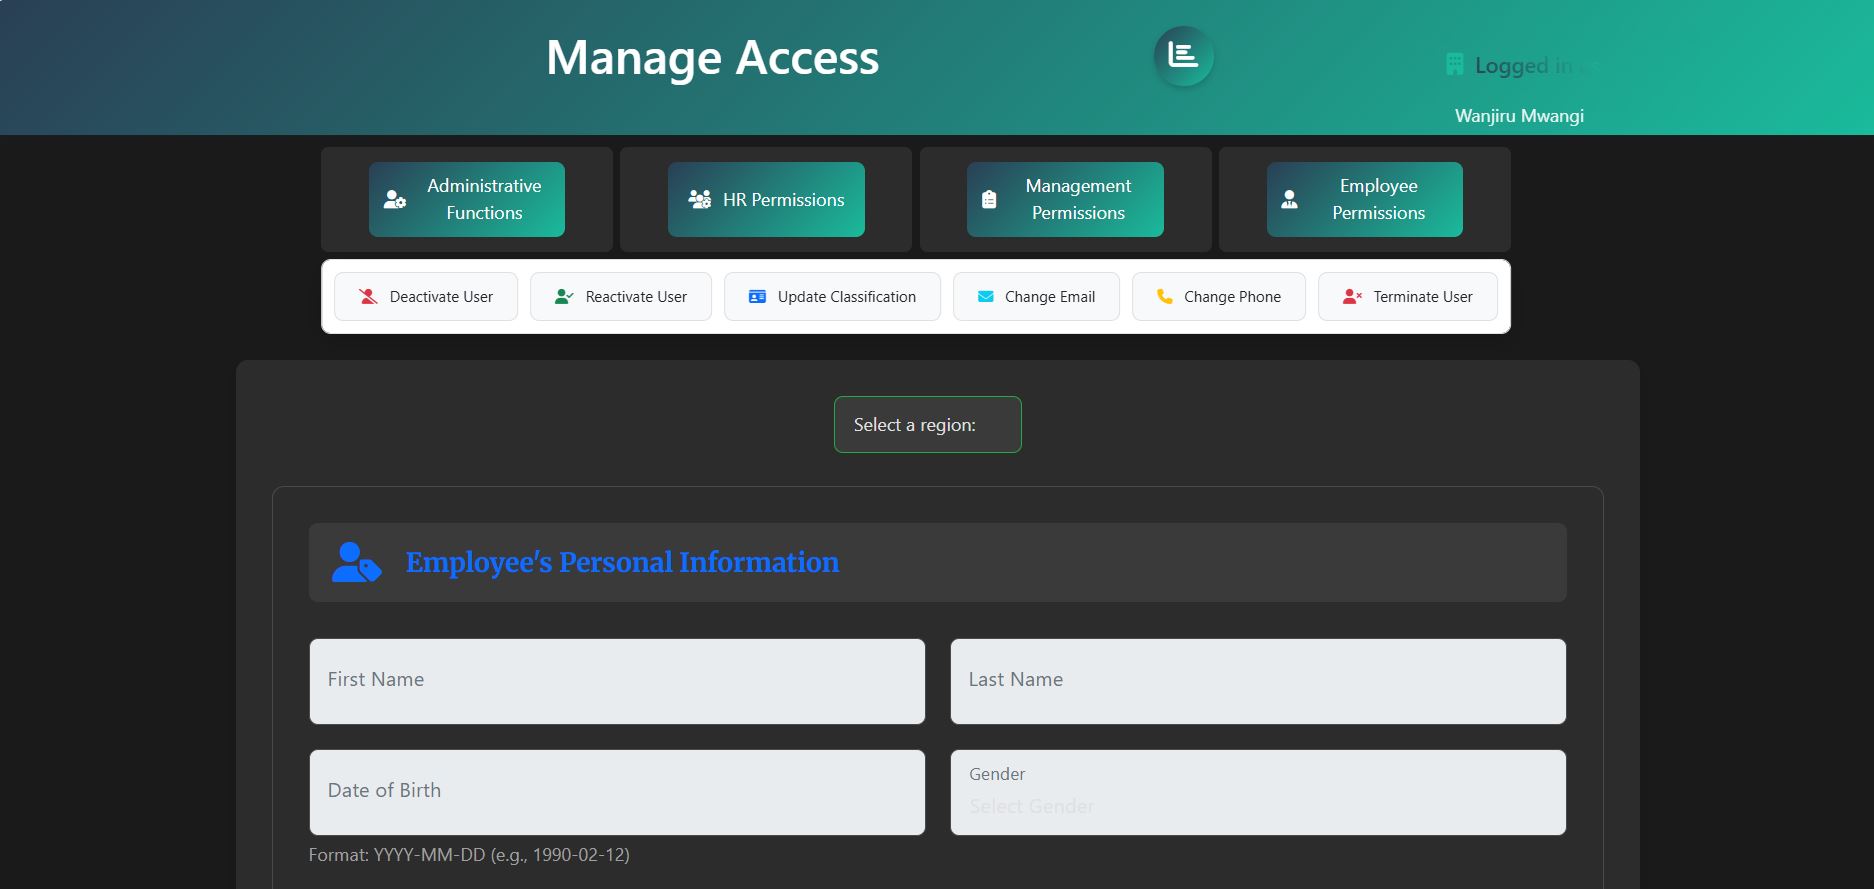 Manage Access
Logged in as
Wanjiru Mwangi
Administrative
Functions
HR Permissions
Management
Permissions
Employee
Permissions
Deactivate User
Reactivate User
Update Classification
Change Email
Change Phone
Terminate User
Select a region:
Employee's Personal Information
First Name
Last Name
Date of Birth
Gender
Select Gender
Format: YYYY-MM-DD (e.g., 1990-02-12)